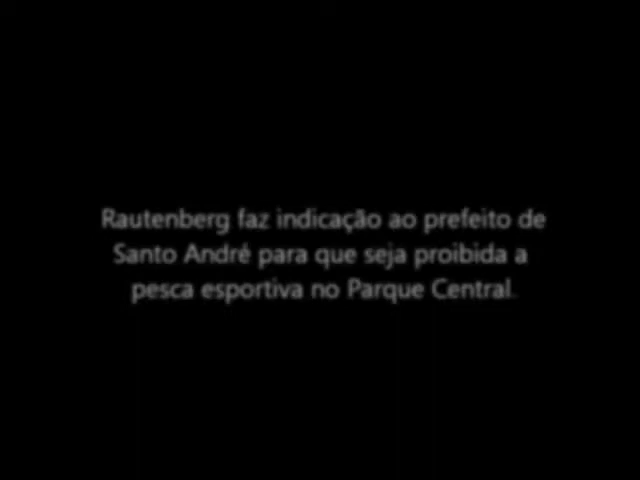 Rautenberg faz indicação ao prefeito de
Santo André para que seja proibida a
pesca esportiva no Parque Central.